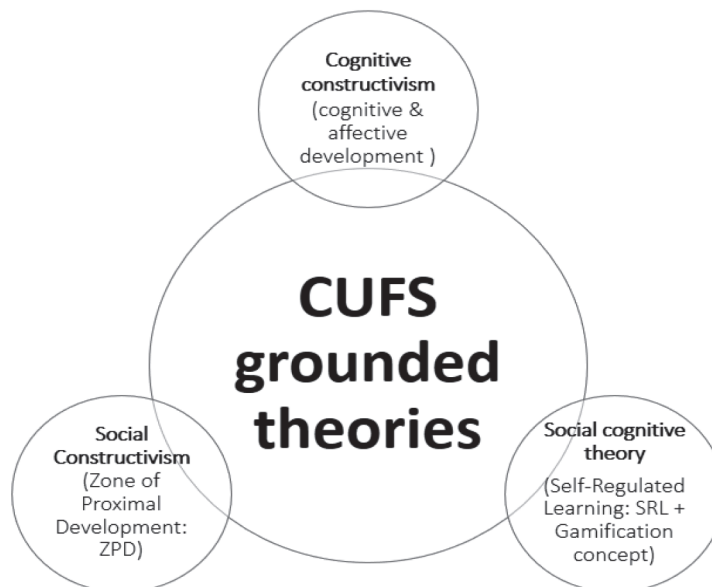 Cognitive
constructivism
(cognitive &
affective
development )
CUFS
grounded
theories
Social
Constructivism
(Zone of
Proximal
Development:
ZPD)
Social cognitive
theory
(Self-Regulated
Learning: SRL +
Gamification
concept)